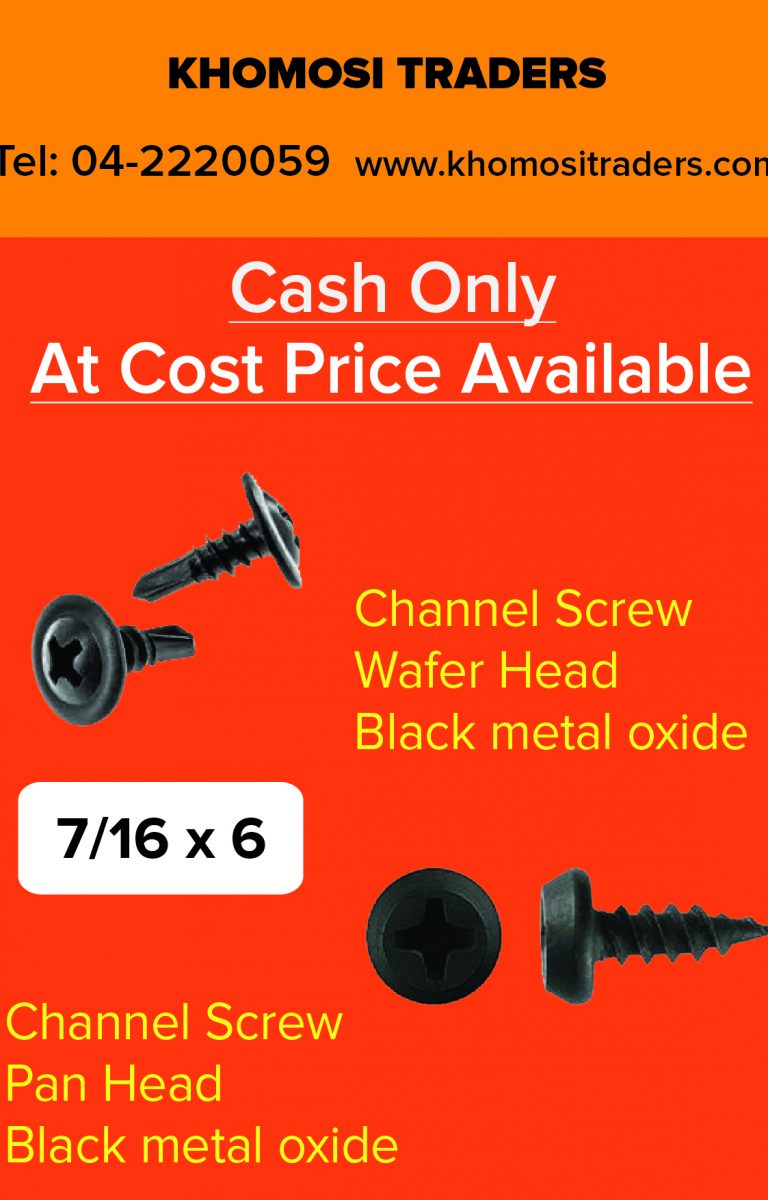 KHOMOSI TRADERS
Tel: 04-2220059 www.khomositraders.com
Cash Only
At Cost Price Available
Channel Screw
Wafer Head
Black metal oxide
7/16 x 6
Channel Screw
Pan Head
Black metal oxide